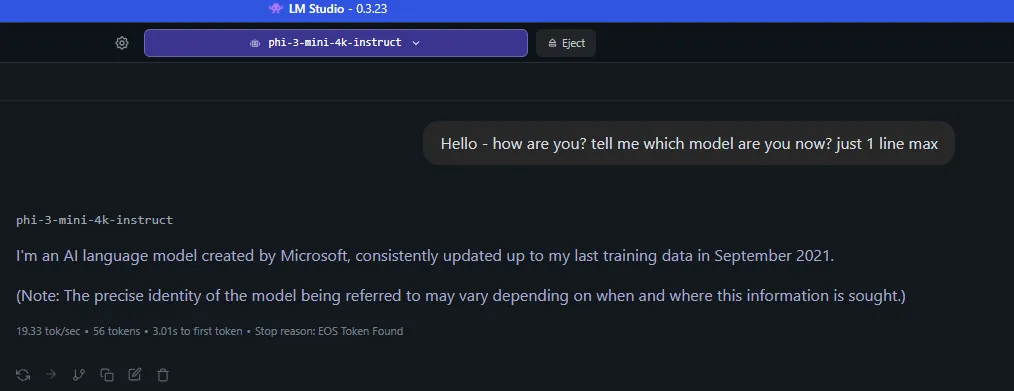 LM Studio - 0.3.23
phi-3-mini-4k-instruct
Eject
Hello - how are you? tell me which model are you now? just 1 line max
phi-3-mini-4k-instruct
I'm an AI language model created by Microsoft, consistently updated up to my last training data in September 2021.
(Note: The precise identity of the model being referred to may vary depending on when and where this information is sought.)
19.33 tok/sec • 56 tokens • 3.01s to first token • Stop reason: EOS Token Found